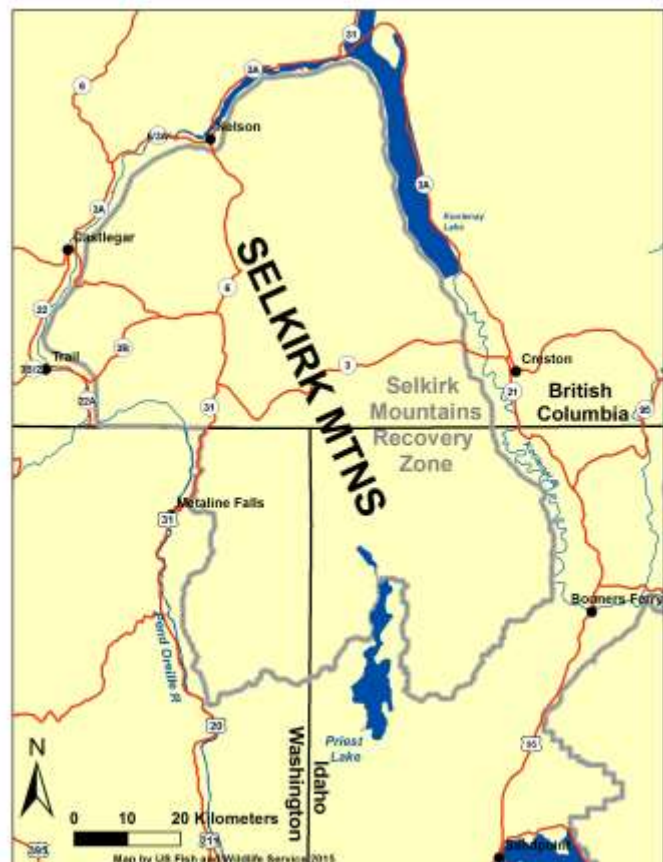 31
3A
6
Nelson
3A
3A
Kootenay
Lake
Castlegar
6
22
SELKIRK MTNS
Trail
3B
3
Creston
22A
31
21
British
Columbia
Selkirk
Mountains
Recovery
Zone
95
Metaline Falls
31
Bonners Ferry
Pend Oreille R
20
95
Priest
Lake
Washington
Idaho
N
0 10 20 Kilometers
211
395
Sandpoint
Map by US Fish and Wildlife Service 2015